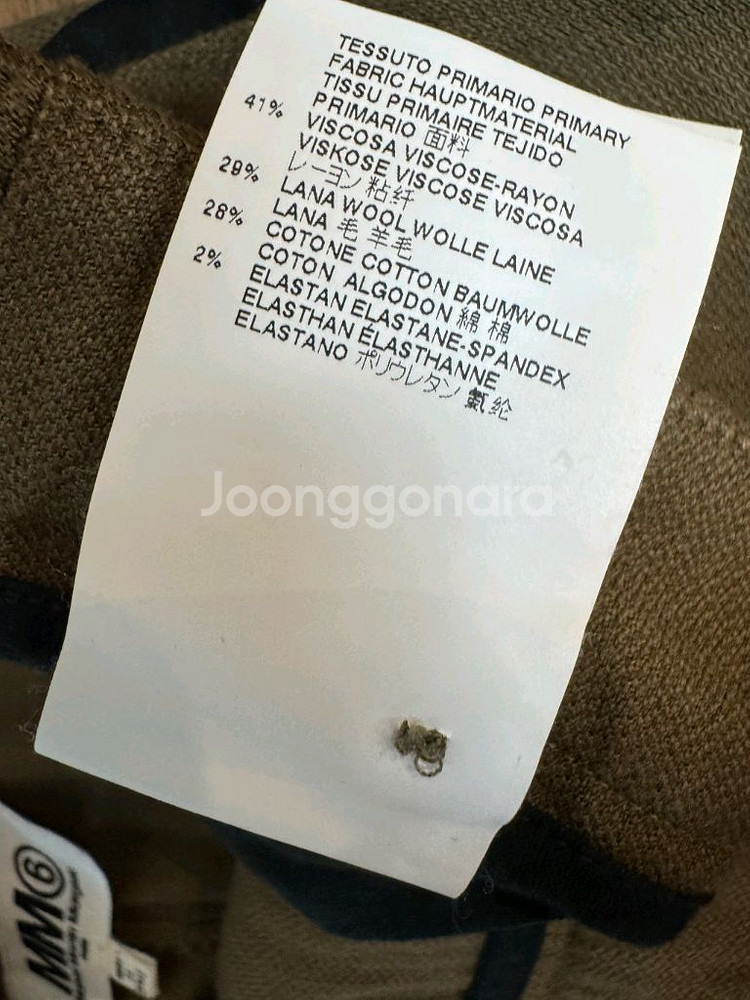 TESSUTO PRIMARIO PRIMARY
FABRIC HAUPTMATERIAL
TISSU PRIMAIRE TEJIDO
PRIMARIO 面料
41% VISCOSA VISCOSE-RAYON
VISKOSE VISCOSE VISCOSA
レーヨン 粘纤
29% LANA WOOL WOLLE LAINE
LANA 毛 羊毛
28% COTONE COTTON BAUMWOLLE
COTON ALGODON 綿 棉
2% ELASTAN ELASTANE-SPANDEX
ELASTHAN ÉLASTHANNE
ELASTANO ポリウレタン 氨纶
Joonggonara
MM6